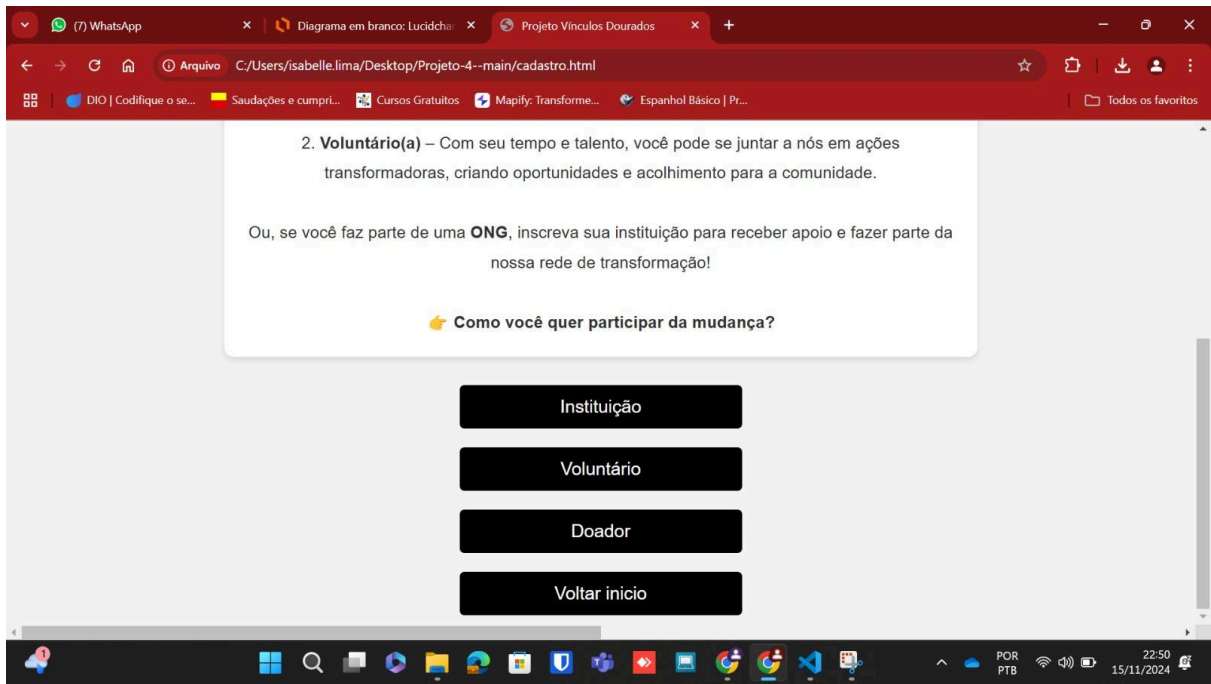 (7) WhatsApp
Diagrama em branco: Lucidchar
Projeto Vínculos Dourados
Arquivo C:/Users/isabelle.lima/Desktop/Projeto-4--main/cadastro.html
DIO | Codifique o se... Saudações e cumpri... Cursos Gratuitos Mapify: Transforme... Espanhol Básico | Pr... Todos os favoritos
2. Voluntário(a) – Com seu tempo e talento, você pode se juntar a nós em ações
transformadoras, criando oportunidades e acolhimento para a comunidade.
Ou, se você faz parte de uma ONG, inscreva sua instituição para receber apoio e fazer parte da
nossa rede de transformação!
👉 Como você quer participar da mudança?
Instituição
Voluntário
Doador
Voltar inicio
1
POR
PTB
22:50
15/11/2024